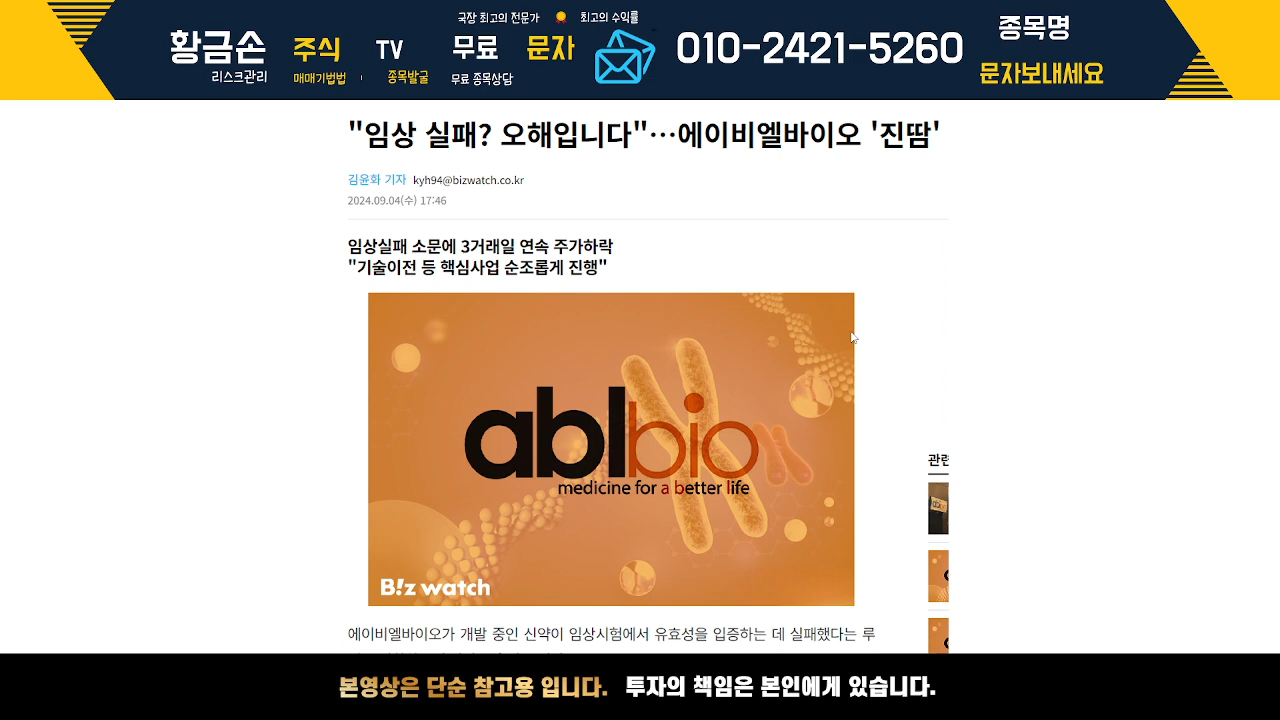 국장 최고의 전문가 최고의 수익률
황금손 주식 TV 무료 문자 010-2421-5260 종목명
리스크관리 매매기법법 종목발굴 무료 종목상담 문자보내세요
"임상 실패? 오해입니다"…에이비엘바이오 '진땀'
김윤화 기자 kyh94@bizwatch.co.kr
2024.09.04(수) 17:46
임상실패 소문에 3거래일 연속 주가하락
"기술이전 등 핵심사업 순조롭게 진행"
ablbio
medicine for a better life
관련
B!z watch
에이비엘바이오가 개발 중인 신약이 임상시험에서 유효성을 입증하는 데 실패했다는 루
본영상은 단순 참고용 입니다. 투자의 책임은 본인에게 있습니다.